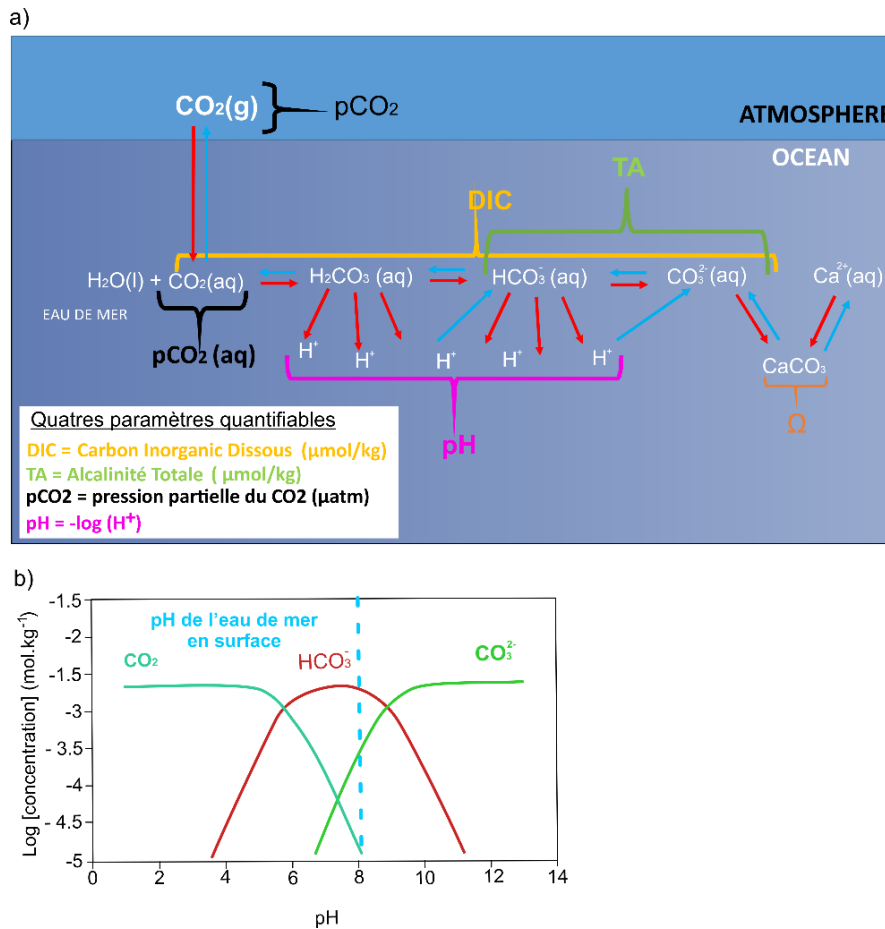 a)
CO₂(g) pCO₂
ATMOSPHERE
OCEAN
TA
DIC
H₂O(l) + CO₂(aq) H₂CO₃ (aq) HCO₃⁻ (aq) CO₃²⁻ (aq) Ca²⁺(aq)
EAU DE MER
pCO₂ (aq)
H⁺ H⁺ H⁺ H⁺ H⁺
CaCO₃
Ω
pH
Quatres paramètres quantifiables
DIC = Carbon Inorganic Dissous (µmol/kg)
TA = Alcalinité Totale ( µmol/kg)
pCO2 = pression partielle du CO2 (µatm)
pH = -log (H⁺)
b)
Log [concentration] (mol.kg⁻¹)
-1.5
-2
-1.5
-3
-3.5
-4
-4.5
-5
pH de l'eau de mer
en surface
CO₂ HCO₃⁻ CO₃²⁻
0 2 4 6 8 10 12 14
pH